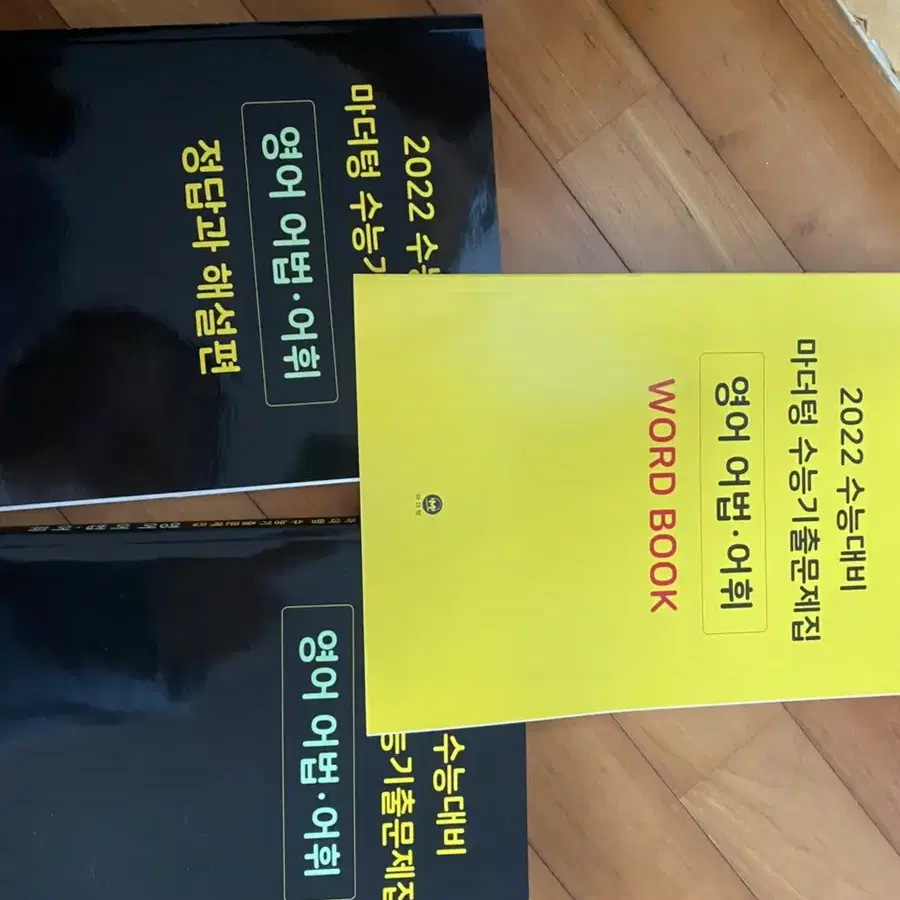 2022 수능
마더텅 수능기
영어 어법·어휘
정답과 해설편
2022 수능대비
마더텅 수능기출문제집
영어 어법·어휘
WORD BOOK
마더텅
수능대비
능기출문제집
영어 어법·어휘